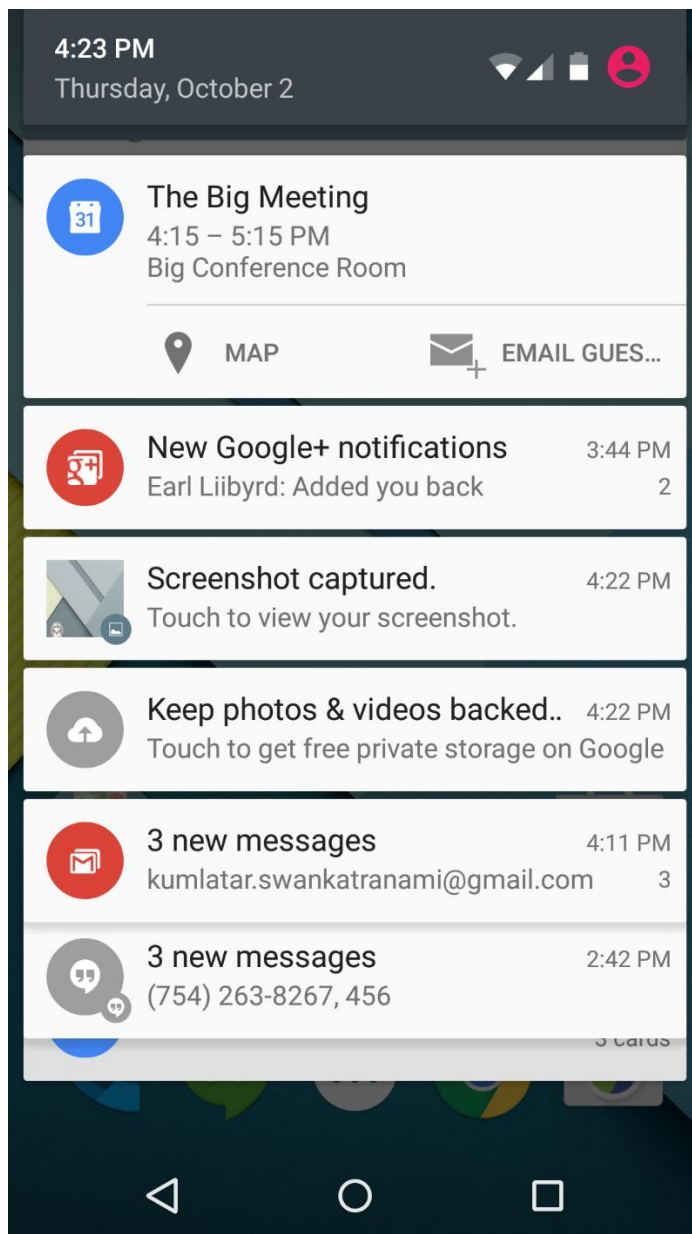 4:23 PM
Thursday, October 2
31
The Big Meeting
4:15 – 5:15 PM
Big Conference Room
MAP
EMAIL GUES...
New Google+ notifications 3:44 PM
Earl Liibyrd: Added you back 2
Screenshot captured. 4:22 PM
Touch to view your screenshot.
Keep photos & videos backed.. 4:22 PM
Touch to get free private storage on Google
3 new messages 4:11 PM
kumlatar.swankatranami@gmail.com 3
3 new messages 2:42 PM
(754) 263-8267, 456
3 cards